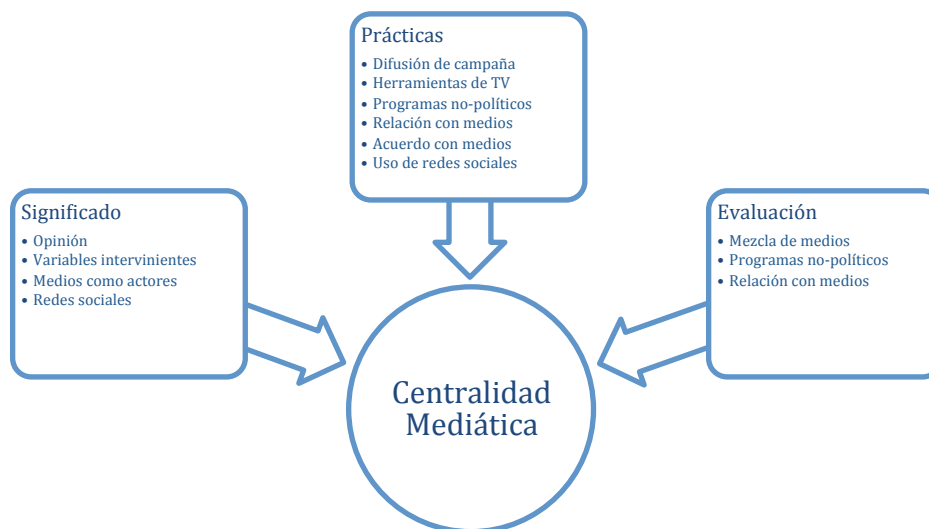 Prácticas
• Difusión de campaña
• Herramientas de TV
• Programas no-políticos
• Relación con medios
• Acuerdo con medios
• Uso de redes sociales
Significado
• Opinión
• Variables intervinientes
• Medios como actores
• Redes sociales
Evaluación
• Mezcla de medios
• Programas no-políticos
• Relación con medios
Centralidad
Mediática